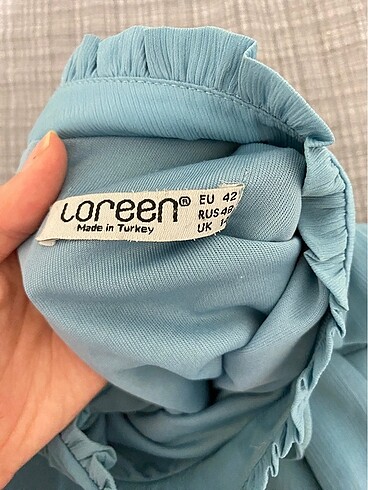 Loreen®
Made in Turkey
EU 42
RUS 48
UK